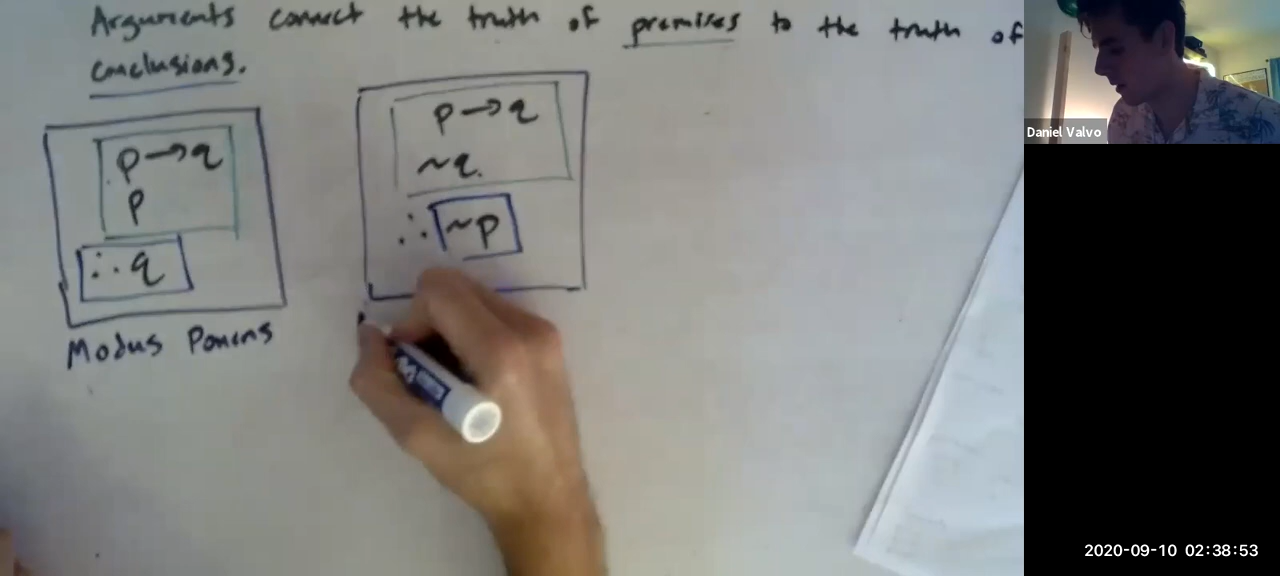 Arguments connect the truth of premises to the truth of
conclusions.
p→q
p
∴ q
Modus Ponens
p→q
~q.
∴ ~p
Daniel Valvo
2020-09-10 02:38:53